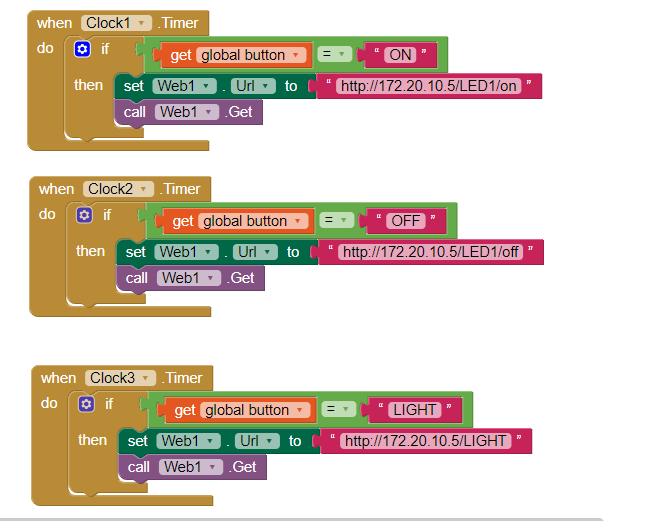 when Clock1 .Timer
do if get global button = " ON "
then set Web1 . Url to " http://172.20.10.5/LED1/on "
call Web1 .Get
when Clock2 .Timer
do if get global button = " OFF "
then set Web1 . Url to " http://172.20.10.5/LED1/off "
call Web1 .Get
when Clock3 .Timer
do if get global button = " LIGHT "
then set Web1 . Url to " http://172.20.10.5/LIGHT "
call Web1 .Get